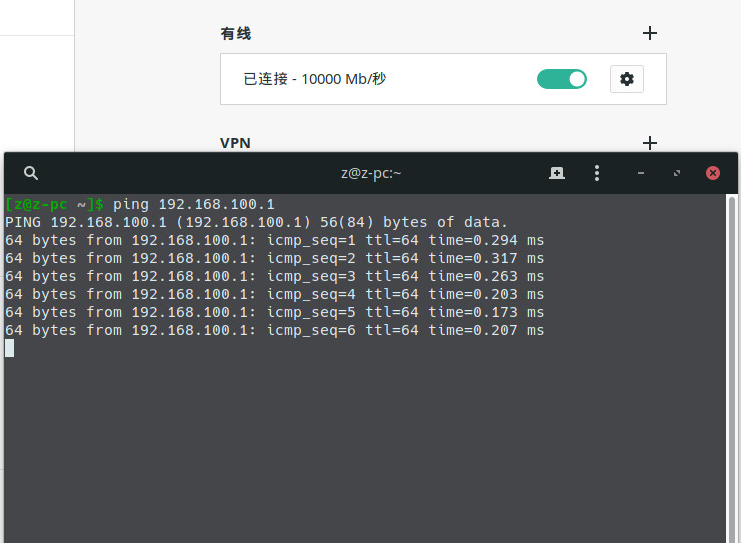 有线
已连接 - 10000 Mb/秒
VPN
z@z-pc:~
[z@z-pc ~]$ ping 192.168.100.1
PING 192.168.100.1 (192.168.100.1) 56(84) bytes of data.
64 bytes from 192.168.100.1: icmp_seq=1 ttl=64 time=0.294 ms
64 bytes from 192.168.100.1: icmp_seq=2 ttl=64 time=0.317 ms
64 bytes from 192.168.100.1: icmp_seq=3 ttl=64 time=0.263 ms
64 bytes from 192.168.100.1: icmp_seq=4 ttl=64 time=0.203 ms
64 bytes from 192.168.100.1: icmp_seq=5 ttl=64 time=0.173 ms
64 bytes from 192.168.100.1: icmp_seq=6 ttl=64 time=0.207 ms